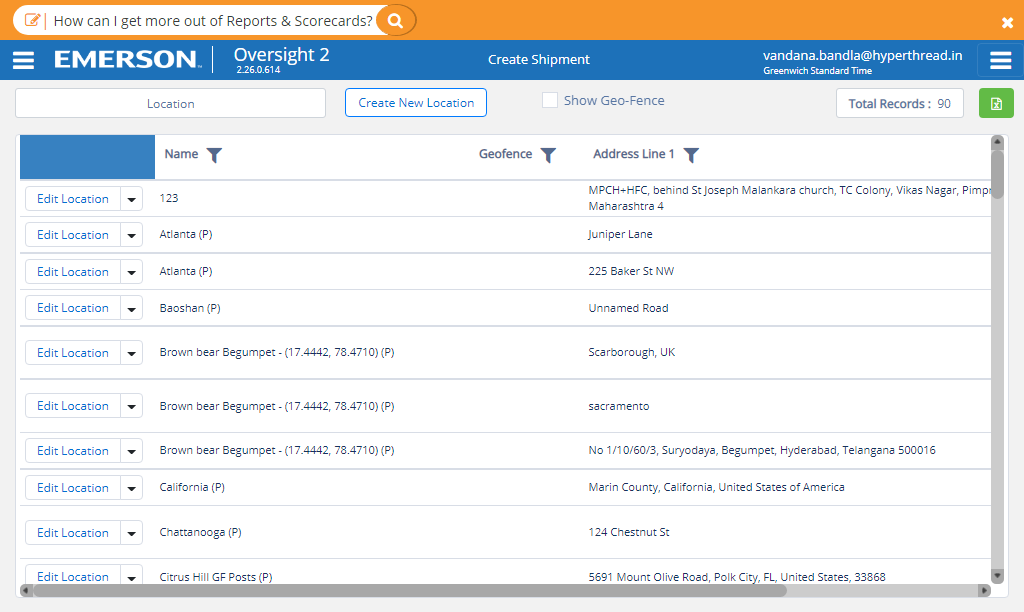 How can I get more out of Reports & Scorecards?
EMERSON™ Oversight 2
2.26.0.614
Create Shipment
vandana.bandla@hyperthread.in
Greenwich Standard Time
Location
Create New Location
Show Geo-Fence
Total Records : 90
Name Geofence Address Line 1
Edit Location 123 MPCH+HFC, behind St Joseph Malankara church, TC Colony, Vikas Nagar, Pimpr
Maharashtra 4
Edit Location Atlanta (P) Juniper Lane
Edit Location Atlanta (P) 225 Baker St NW
Edit Location Baoshan (P) Unnamed Road
Edit Location Brown bear Begumpet - (17.4442, 78.4710) (P) Scarborough, UK
Edit Location Brown bear Begumpet - (17.4442, 78.4710) (P) sacramento
Edit Location Brown bear Begumpet - (17.4442, 78.4710) (P) No 1/10/60/3, Suryodaya, Begumpet, Hyderabad, Telangana 500016
Edit Location California (P) Marin County, California, United States of America
Edit Location Chattanooga (P) 124 Chestnut St
Edit Location Citrus Hill GF Posts (P) 5691 Mount Olive Road, Polk City, FL, United States, 33868